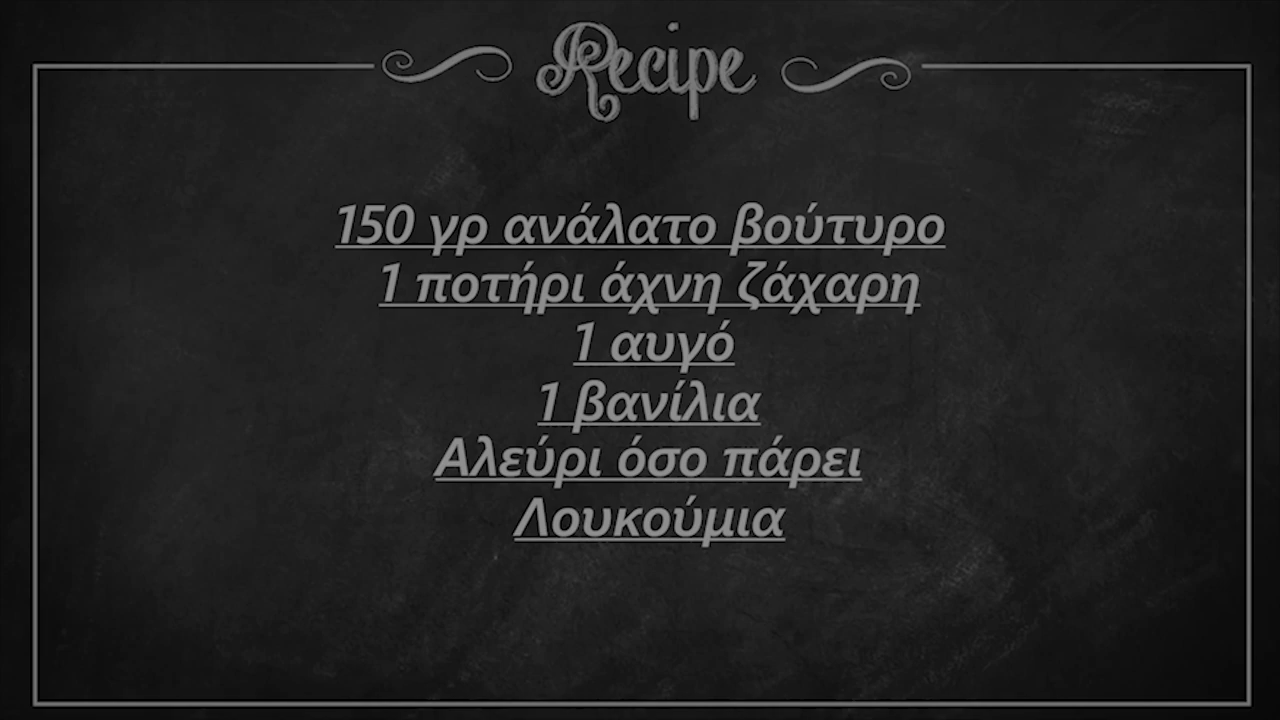 Recipe
150 γρ ανάλατο βούτυρο
1 ποτήρι άχνη ζάχαρη
1 αυγό
1 βανίλια
Αλεύρι όσο πάρει
Λουκούμια